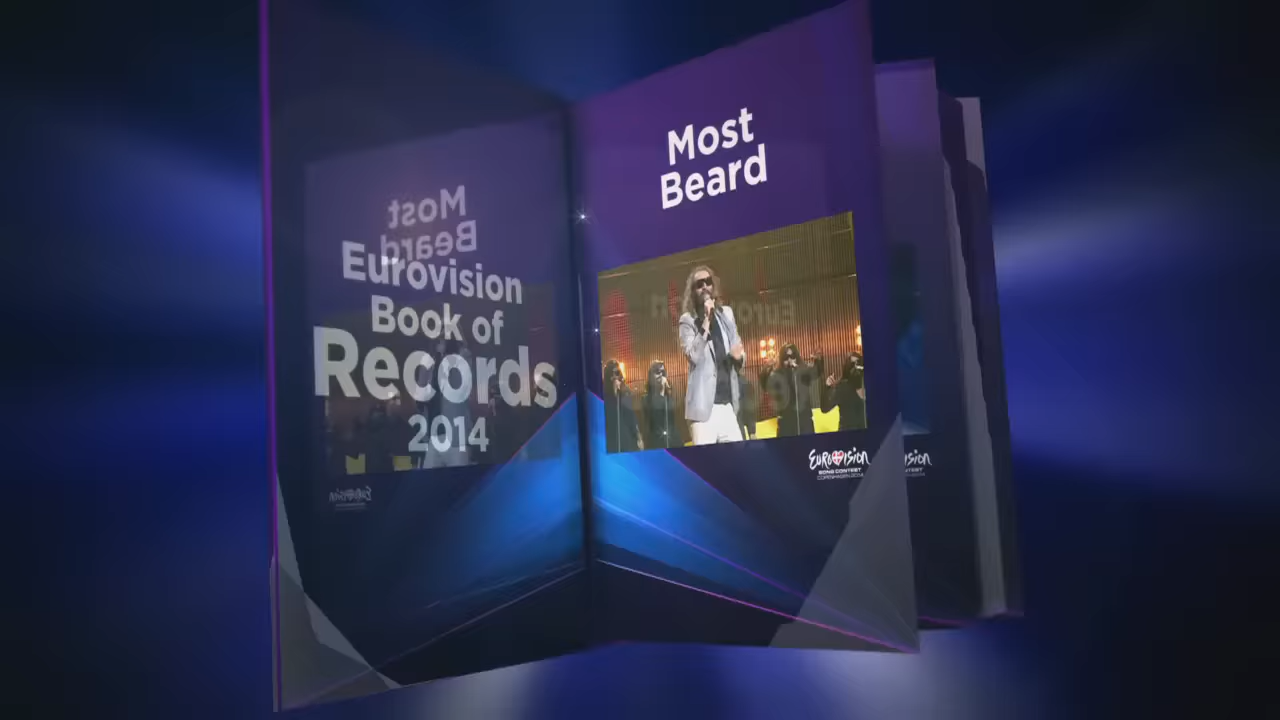 Most
Beard
Eurovision
Book of
Records
2014
Most
Beard
EUROVISION
SONG CONTEST
COPENHAGEN 2014